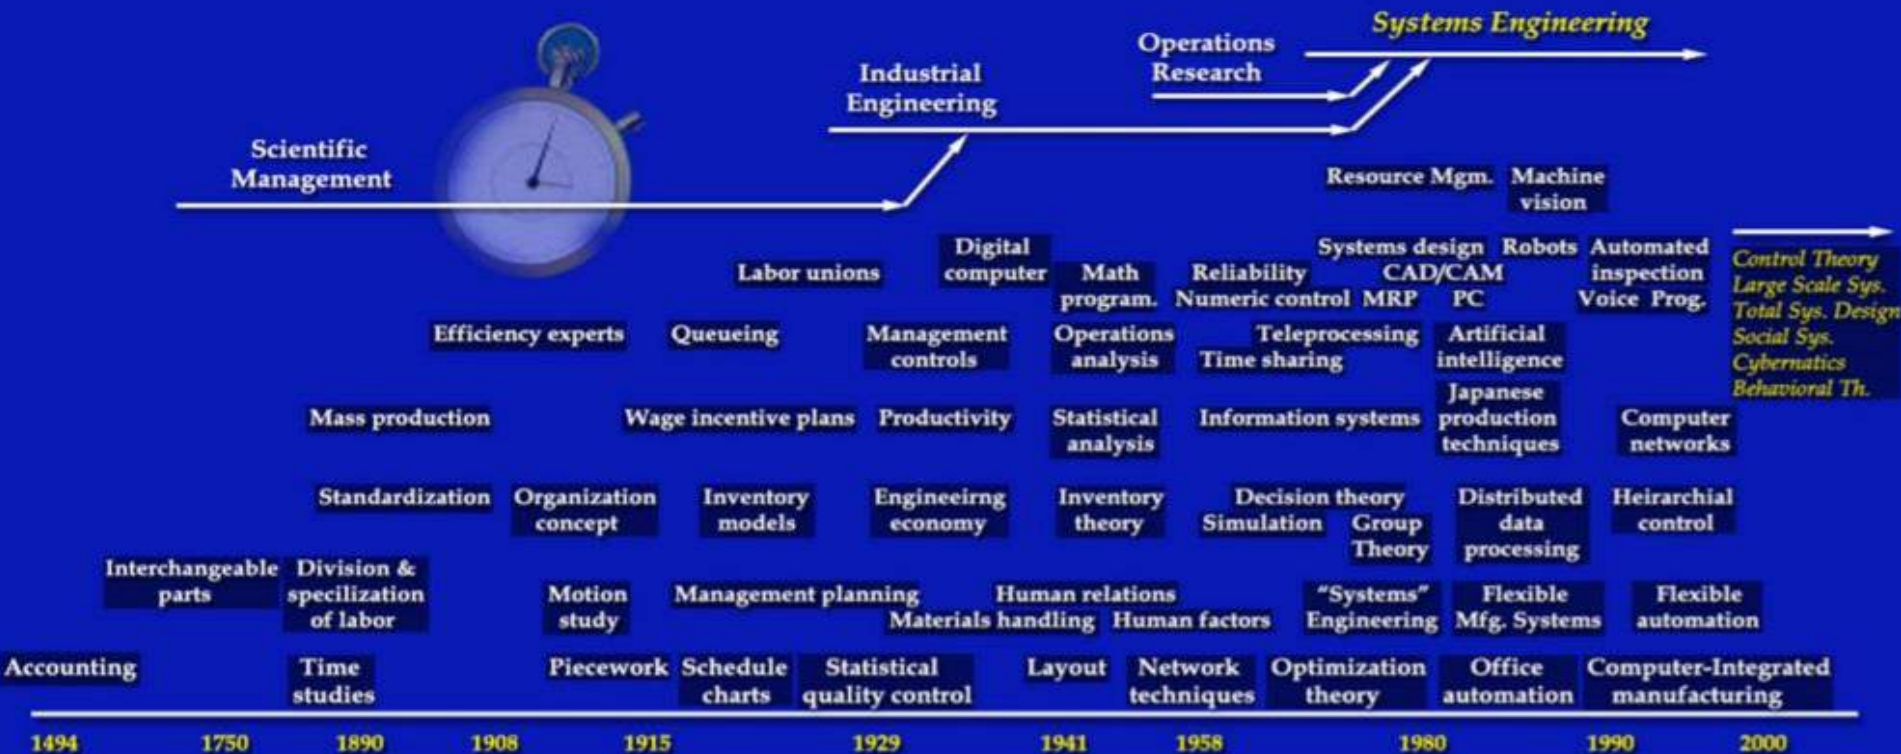 Systems Engineering
Operations
Research
Industrial
Engineering
Scientific
Management
Resource Mgm. Machine
vision
Digital
computer
Labor unions
Math
program.
Reliability
Numeric control MRP PC
Systems design Robots
CAD/CAM
Automated
inspection
Voice Prog.
Control Theory
Large Scale Sys.
Total Sys. Design
Social Sys.
Cybernatics
Behavioral Th.
Efficiency experts
Queueing
Management
controls
Operations
analysis
Teleprocessing
Time sharing
Artificial
intelligence
Mass production
Wage incentive plans
Productivity
Statistical
analysis
Information systems
Japanese
production
techniques
Computer
networks
Standardization
Organization
concept
Inventory
models
Engineeirng
economy
Inventory
theory
Decision theory
Simulation
Group
Theory
Distributed
data
processing
Heirarchial
control
Interchangeable
parts
Division &
specilization
of labor
Motion
study
Management planning
Materials handling
Human relations
Human factors
“Systems”
Engineering
Flexible
Mfg. Systems
Flexible
automation
Accounting
Time
studies
Piecework
Schedule
charts
Statistical
quality control
Layout
Network
techniques
Optimization
theory
Office
automation
Computer-Integrated
manufacturing
1494 1750 1890 1908 1915 1929 1941 1958 1980 1990 2000